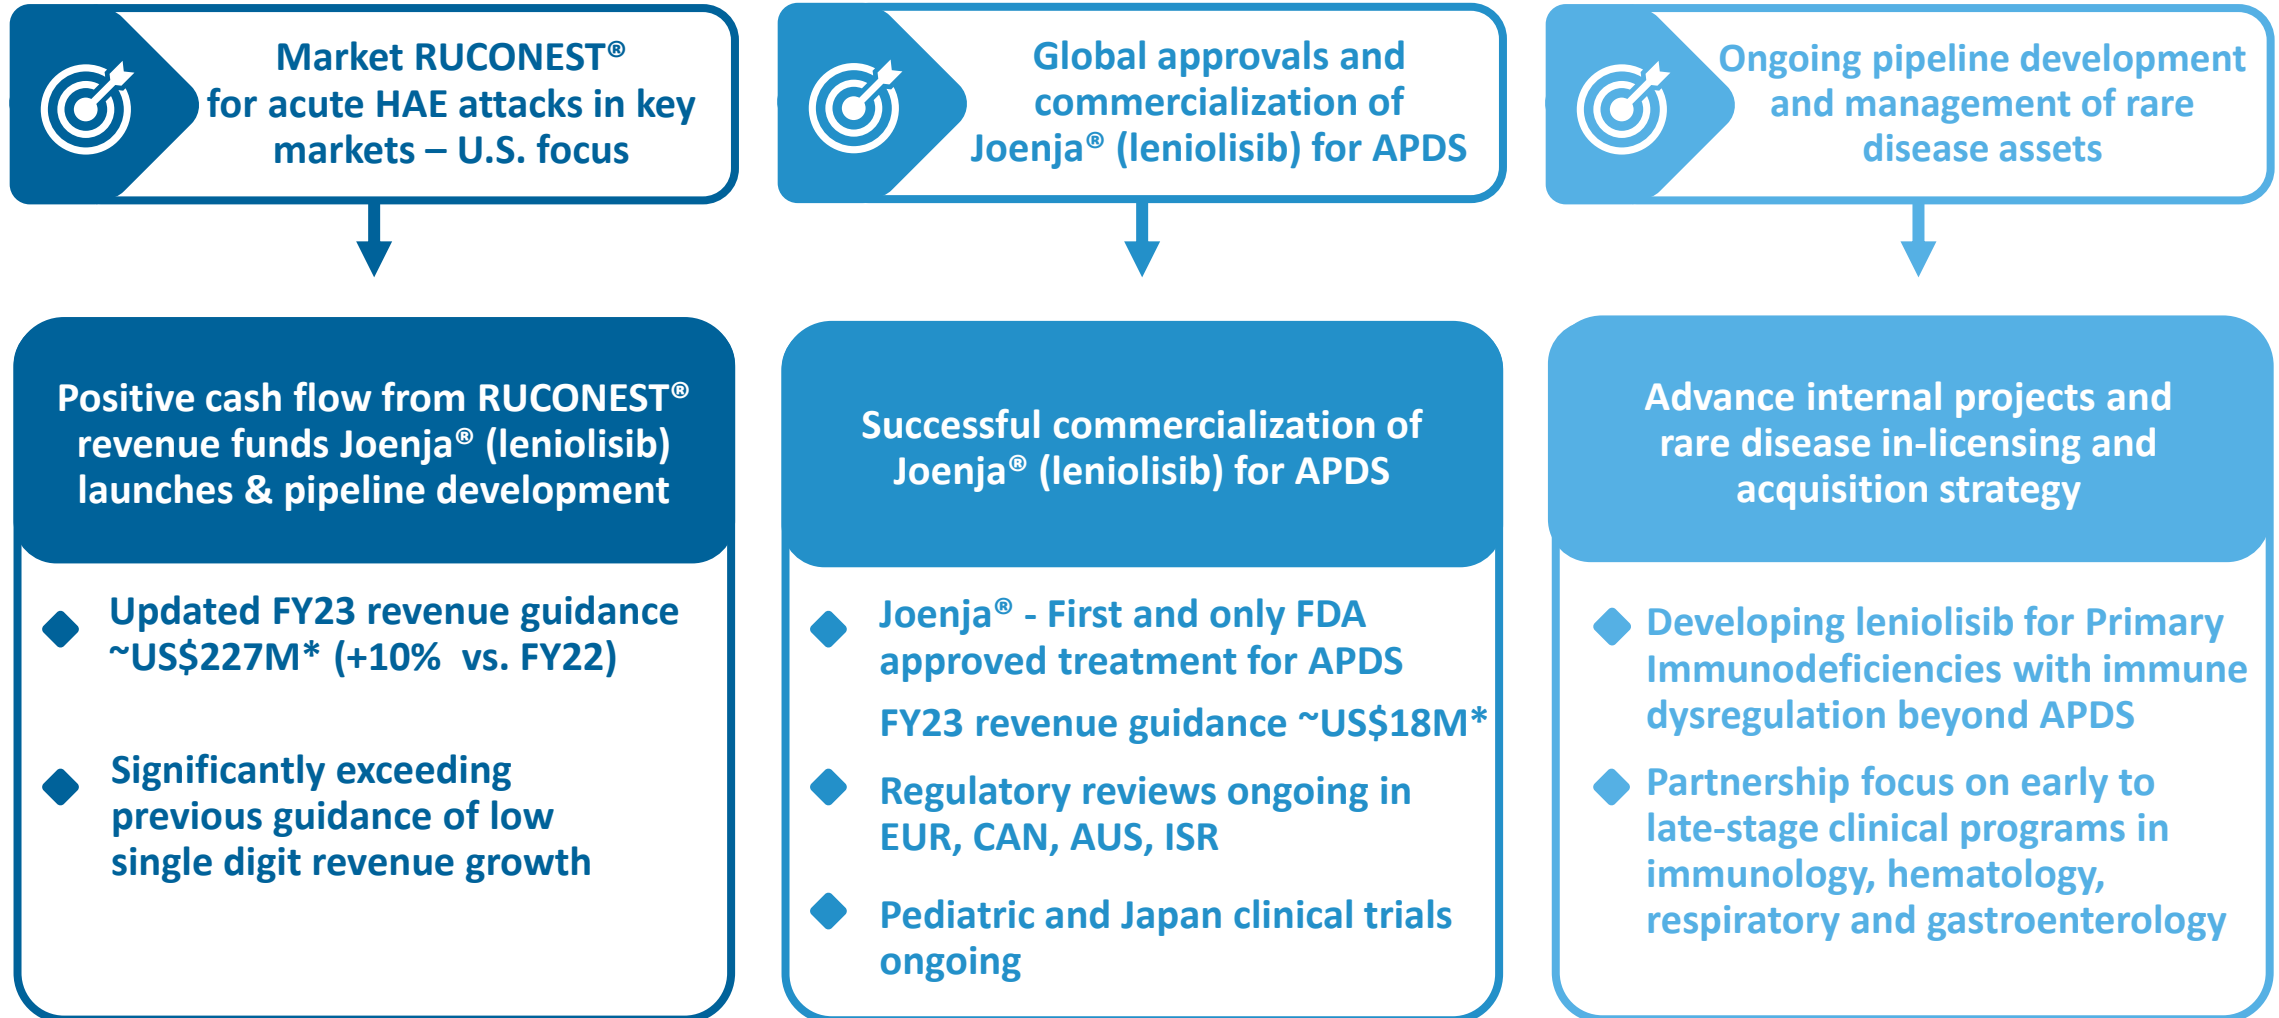 Market RUCONEST®
for acute HAE attacks in key
markets – U.S. focus
Positive cash flow from RUCONEST®
revenue funds Joenja® (leniolisib)
launches & pipeline development
Updated FY23 revenue guidance
~US$227M* (+10%  vs. FY22)
Significantly exceeding
previous guidance of low
single digit revenue growth
Global approvals and
commercialization of
Joenja® (leniolisib) for APDS
Successful commercialization of
Joenja® (leniolisib) for APDS
Joenja® - First and only FDA
approved treatment for APDS
FY23 revenue guidance ~US$18M*
Regulatory reviews ongoing in
EUR, CAN, AUS, ISR
Pediatric and Japan clinical trials
ongoing
Ongoing pipeline development
and management of rare
disease assets
Advance internal projects and
rare disease in-licensing and
acquisition strategy
Developing leniolisib for Primary
Immunodeficiencies with immune
dysregulation beyond APDS
Partnership focus on early to
late-stage clinical programs in
immunology, hematology,
respiratory and gastroenterology